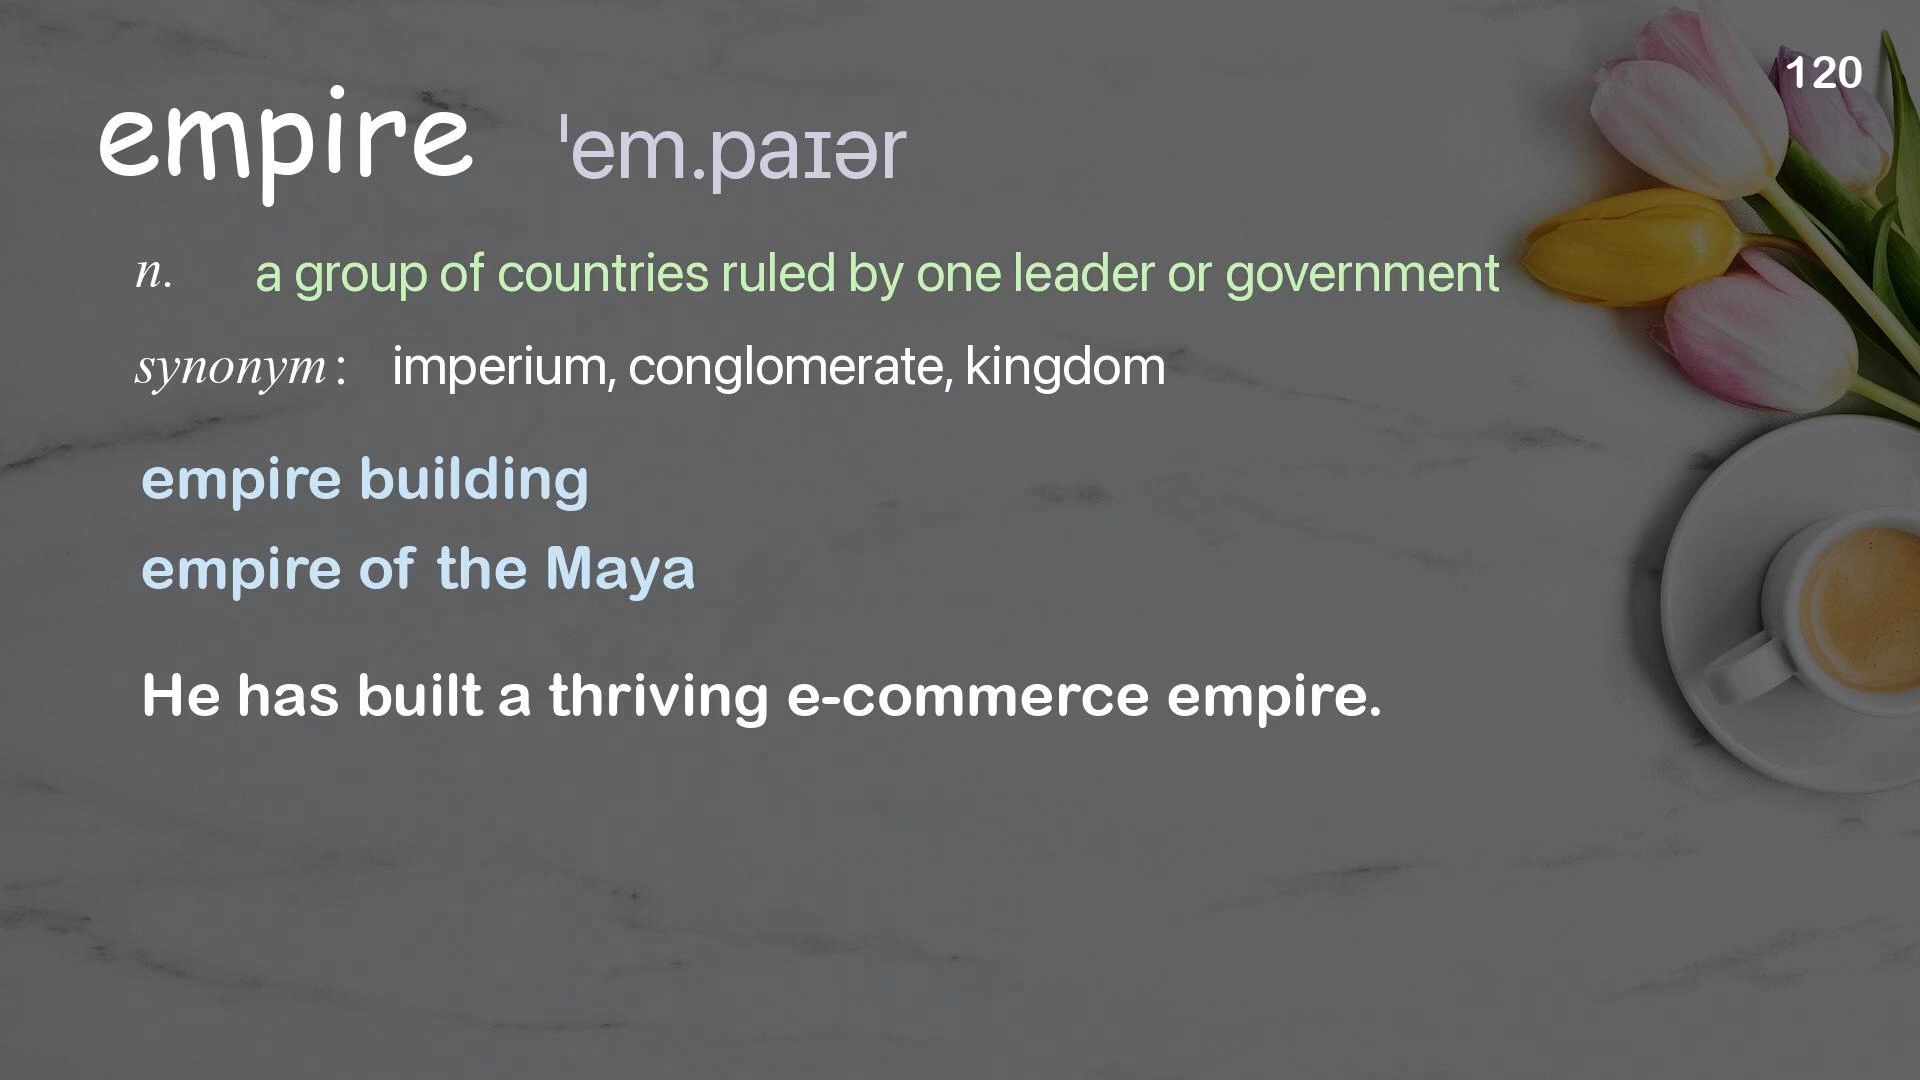 120
empire ˈem.paɪər
n. a group of countries ruled by one leader or government
synonym: imperium, conglomerate, kingdom
empire building
empire of the Maya
He has built a thriving e-commerce empire.